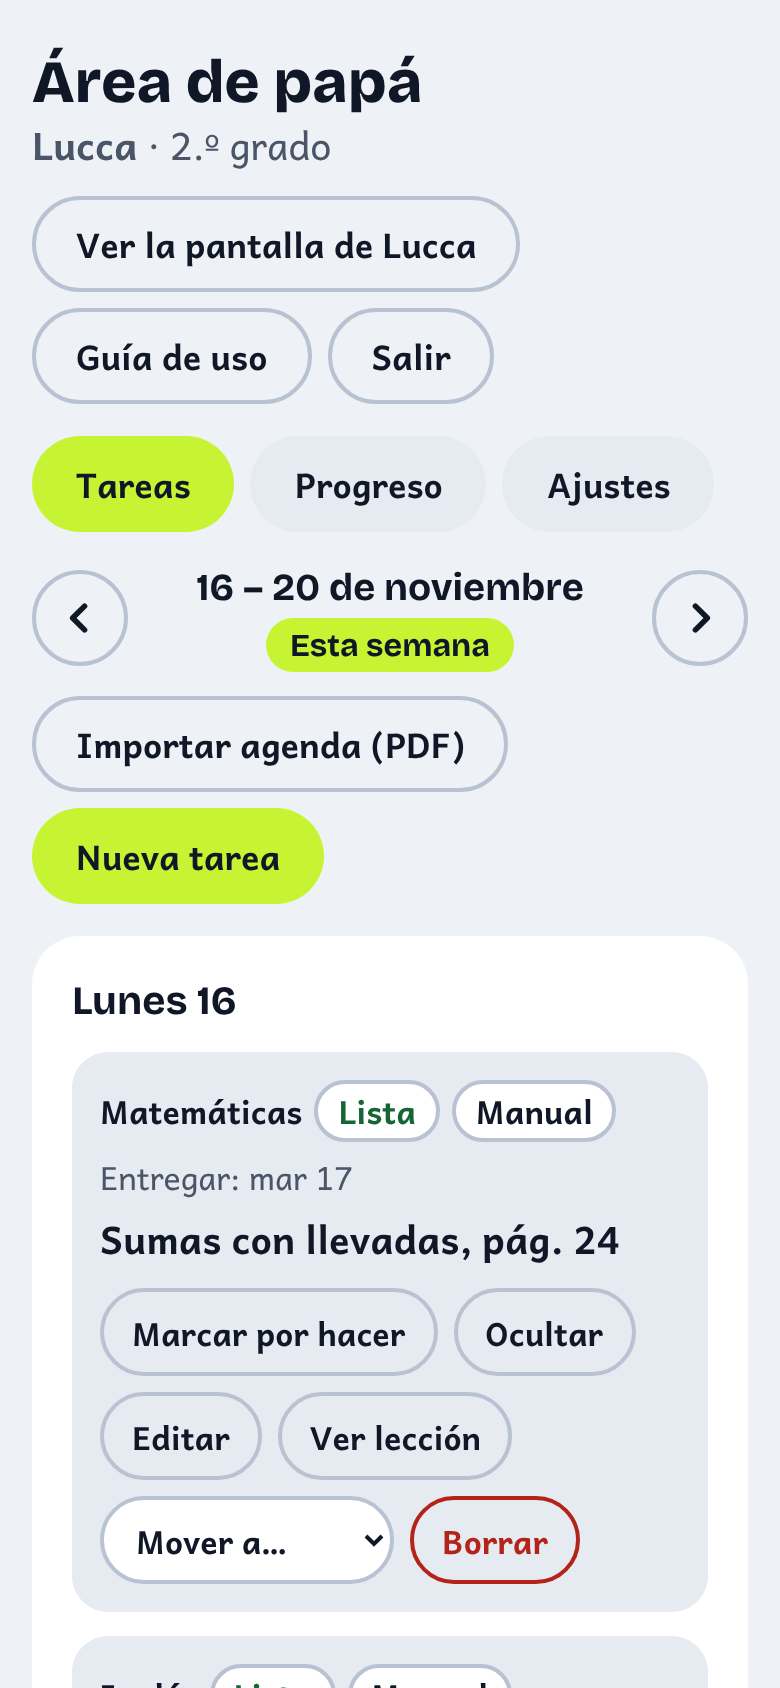 Área de papá
Lucca · 2.º grado
Ver la pantalla de Lucca
Guía de uso
Salir
Tareas
Progreso
Ajustes
16 – 20 de noviembre
Esta semana
Importar agenda (PDF)
Nueva tarea
Lunes 16
Matemáticas
Lista
Manual
Entregar: mar 17
Sumas con llevadas, pág. 24
Marcar por hacer
Ocultar
Editar
Ver lección
Mover a...
Borrar